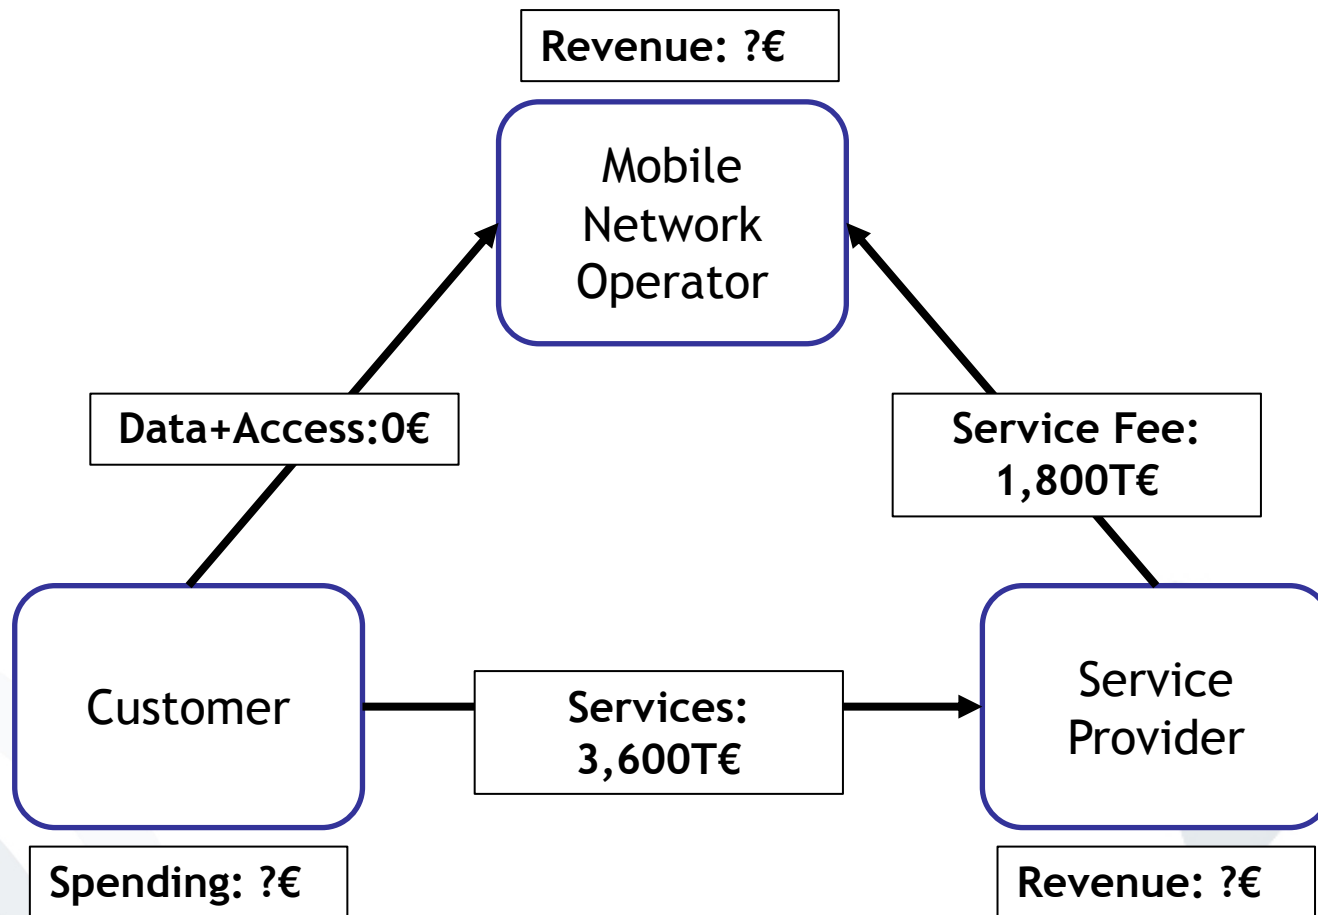 Revenue: ?€
Mobile
Network
Operator
Data+Access:0€
Service Fee:
1,800T€
Customer
Services:
3,600T€
Service
Provider
Spending: ?€
Revenue: ?€